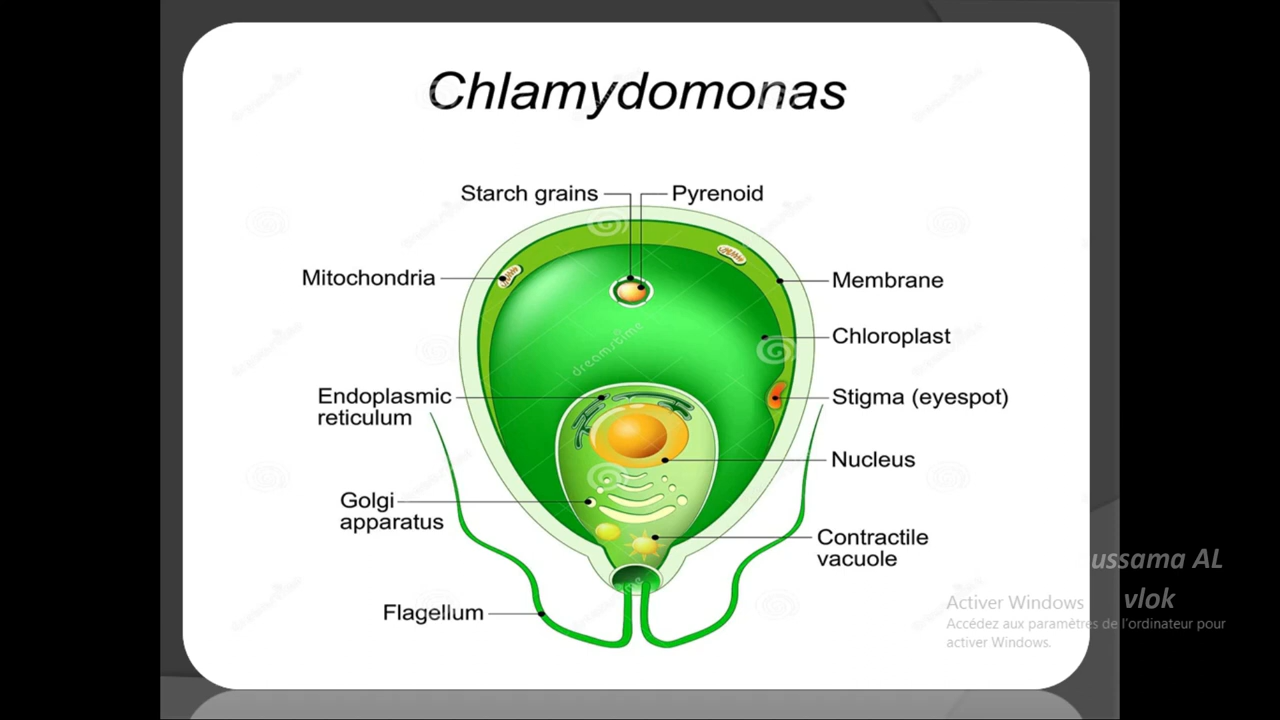 Chlamydomonas
Starch grains
Pyrenoid
Mitochondria
Membrane
Chloroplast
Endoplasmic
reticulum
Stigma (eyespot)
Nucleus
Golgi
apparatus
Contractile
vacuole
Flagellum
dreamstime
ussama AL
vlok
Activer Windows
Accédez aux paramètres de l'ordinateur pour
activer Windows.